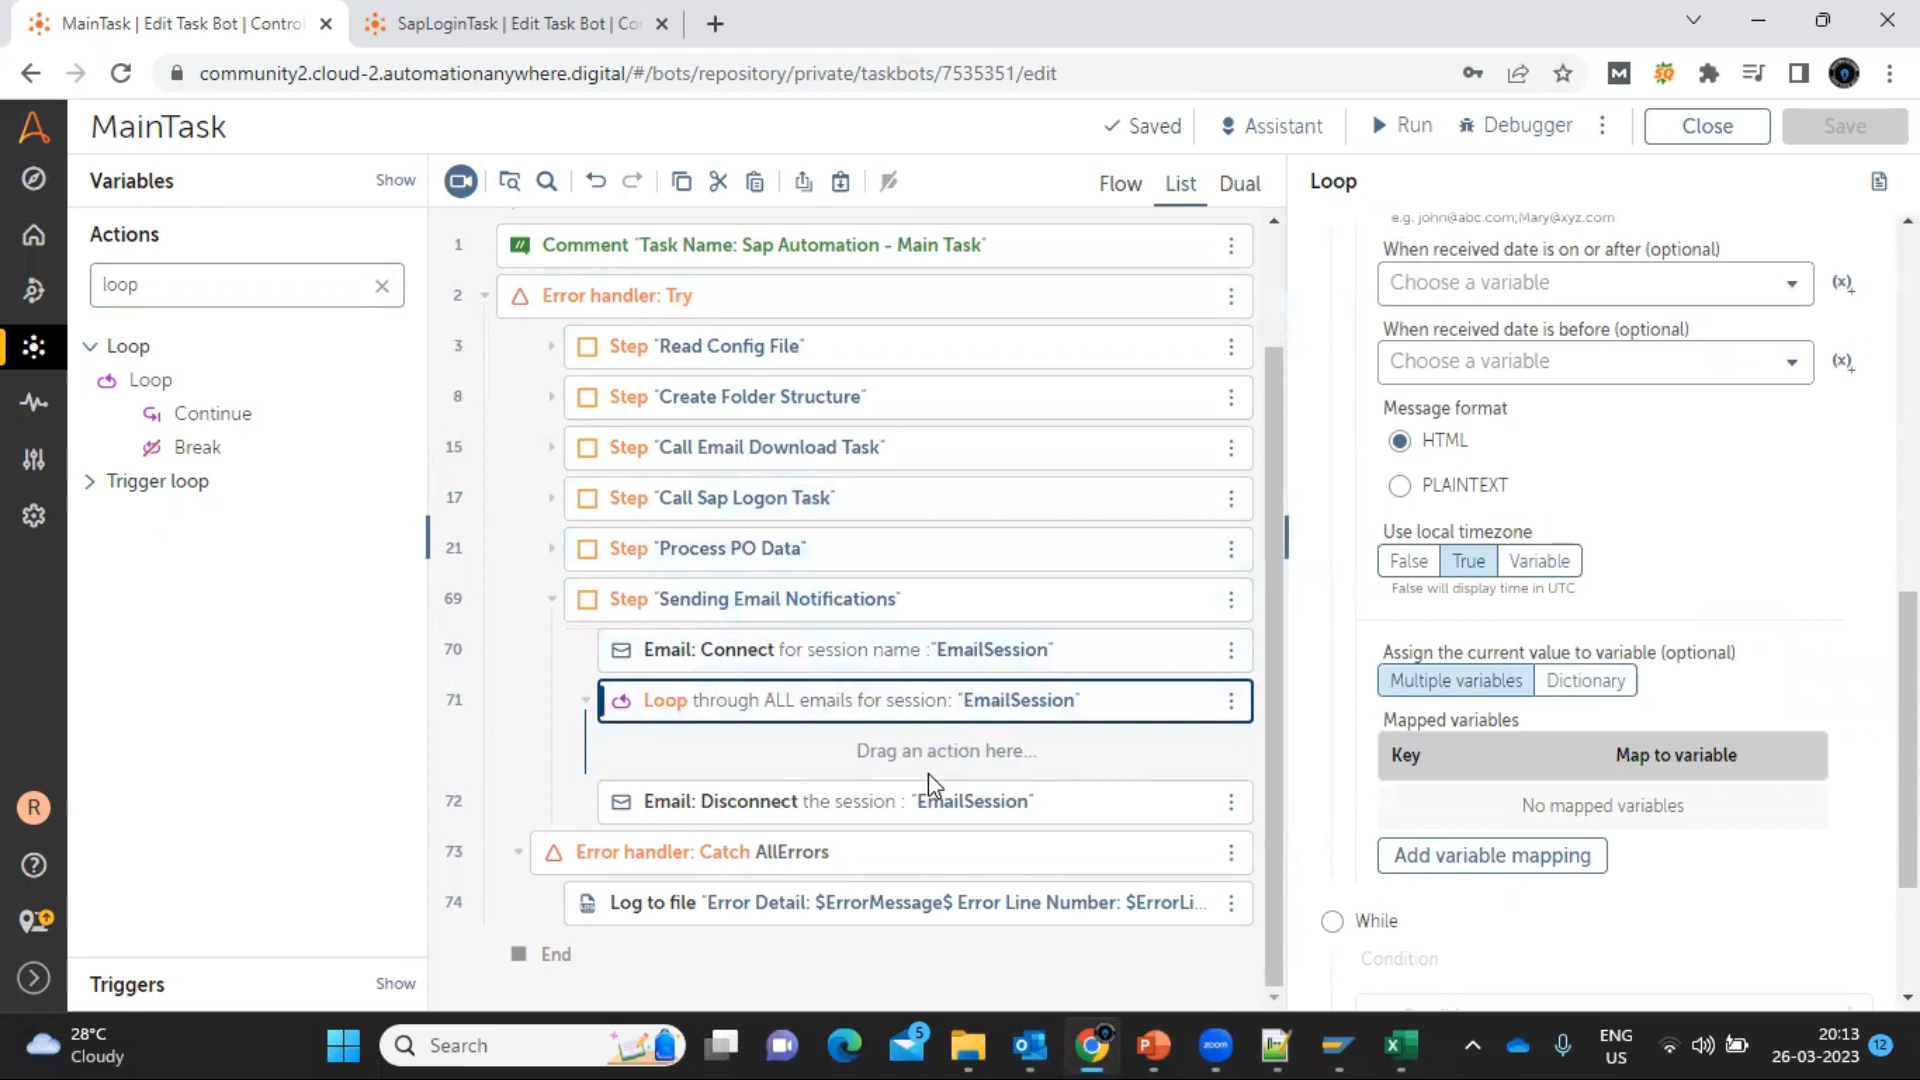 MainTask | Edit Task Bot | Control
SapLoginTask | Edit Task Bot | Co
community2.cloud-2.automationanywhere.digital/#/bots/repository/private/taskbots/7535351/edit
MainTask
Saved
Assistant
Run
Debugger
Close
Save
Variables
Show
Actions
loop
Loop
Loop
Continue
Break
Trigger loop
Triggers
Show
Flow
List
Dual
1 Comment "Task Name: Sap Automation - Main Task"
2 Error handler: Try
3 Step "Read Config File"
8 Step "Create Folder Structure"
15 Step "Call Email Download Task"
17 Step "Call Sap Logon Task"
21 Step "Process PO Data"
69 Step "Sending Email Notifications"
70 Email: Connect for session name :"EmailSession"
71 Loop through ALL emails for session: "EmailSession"
Drag an action here...
72 Email: Disconnect the session : "EmailSession"
73 Error handler: Catch AllErrors
74 Log to file "Error Detail: $ErrorMessage$ Error Line Number: $ErrorLi...
End
Loop
e.g. john@abc.com;Mary@xyz.com
When received date is on or after (optional)
Choose a variable
(x)+
When received date is before (optional)
Choose a variable
(x)+
Message format
HTML
PLAINTEXT
Use local timezone
False True Variable
False will display time in UTC
Assign the current value to variable (optional)
Multiple variables Dictionary
Mapped variables
Key Map to variable
No mapped variables
Add variable mapping
While
Condition
R
28°C
Cloudy
Search
5
zoom
ENG
US
20:13
26-03-2023
12